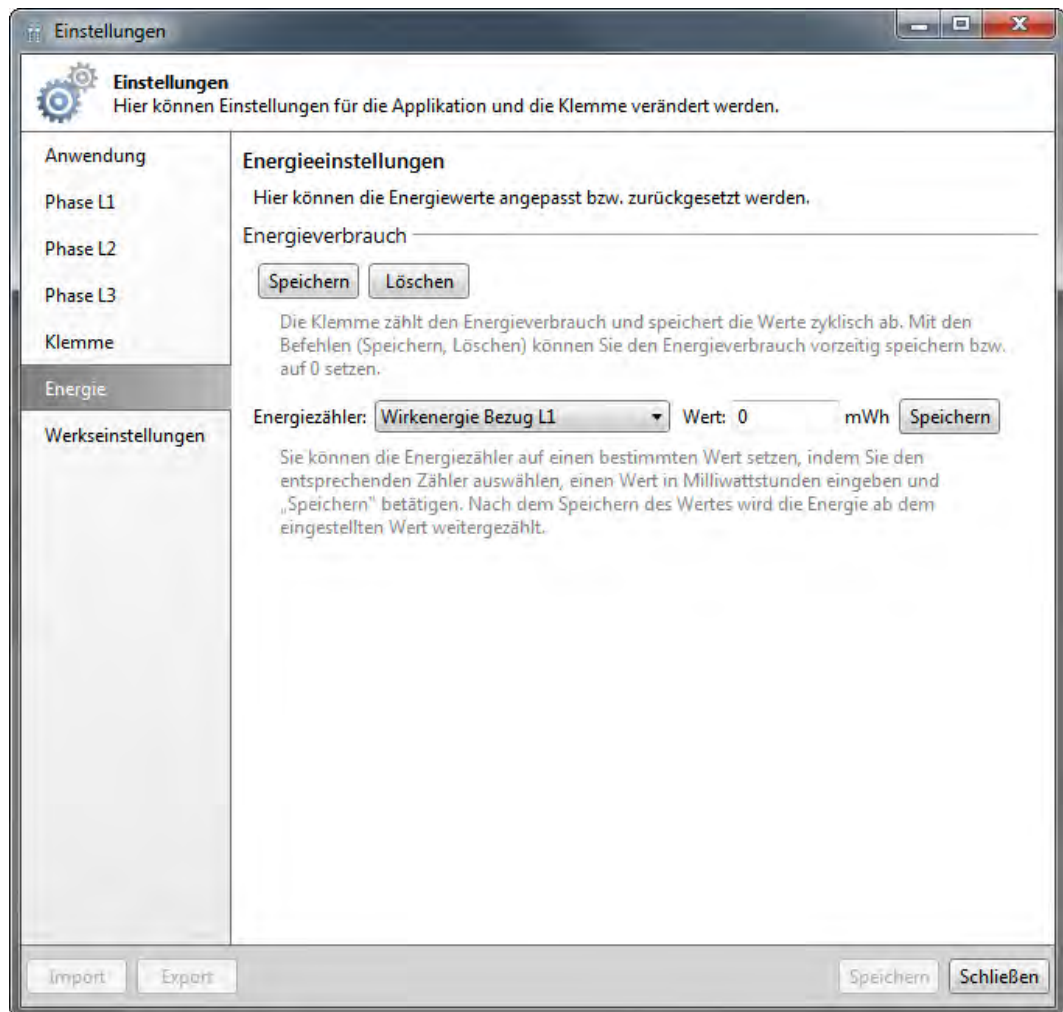 Einstellungen
Einstellungen
Hier können Einstellungen für die Applikation und die Klemme verändert werden.
Anwendung
Phase L1
Phase L2
Phase L3
Klemme
Energie
Werkseinstellungen
Energieeinstellungen
Hier können die Energiewerte angepasst bzw. zurückgesetzt werden.
Energieverbrauch
Speichern Löschen
Die Klemme zählt den Energieverbrauch und speichert die Werte zyklisch ab. Mit den
Befehlen (Speichern, Löschen) können Sie den Energieverbrauch vorzeitig speichern bzw.
auf 0 setzen.
Energiezähler: Wirkenergie Bezug L1 Wert: 0 mWh Speichern
Sie können die Energiezähler auf einen bestimmten Wert setzen, indem Sie den
entsprechenden Zähler auswählen, einen Wert in Milliwattstunden eingeben und
„Speichern" betätigen. Nach dem Speichern des Wertes wird die Energie ab dem
eingestellten Wert weitergezählt.
Import Export Speichern Schließen